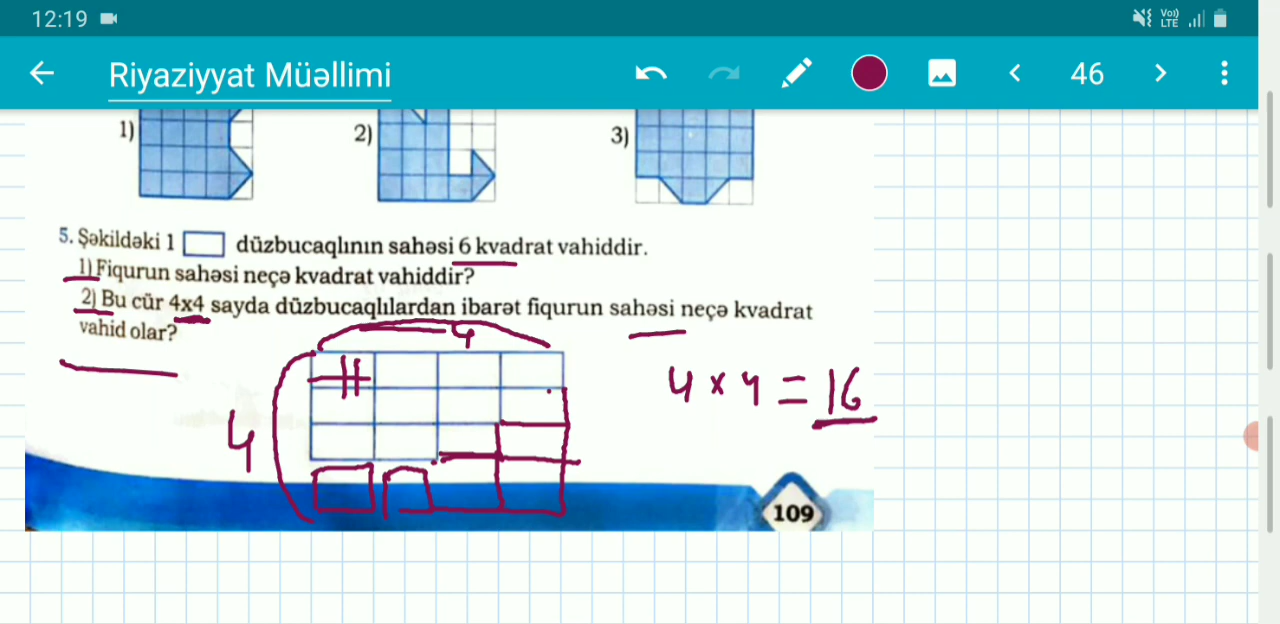 12:19
Vo)) LTE
Riyaziyyat Müəllimi
46
1)
2)
3)
5. Şəkildəki 1 düzbucaqlının sahəsi 6 kvadrat vahiddir.
1) Fiqurun sahəsi neçə kvadrat vahiddir?
2) Bu cür 4x4 sayda düzbucaqlılardan ibarət fiqurun sahəsi neçə kvadrat
vahid olar?
4
4
4 x 4 = 16
109